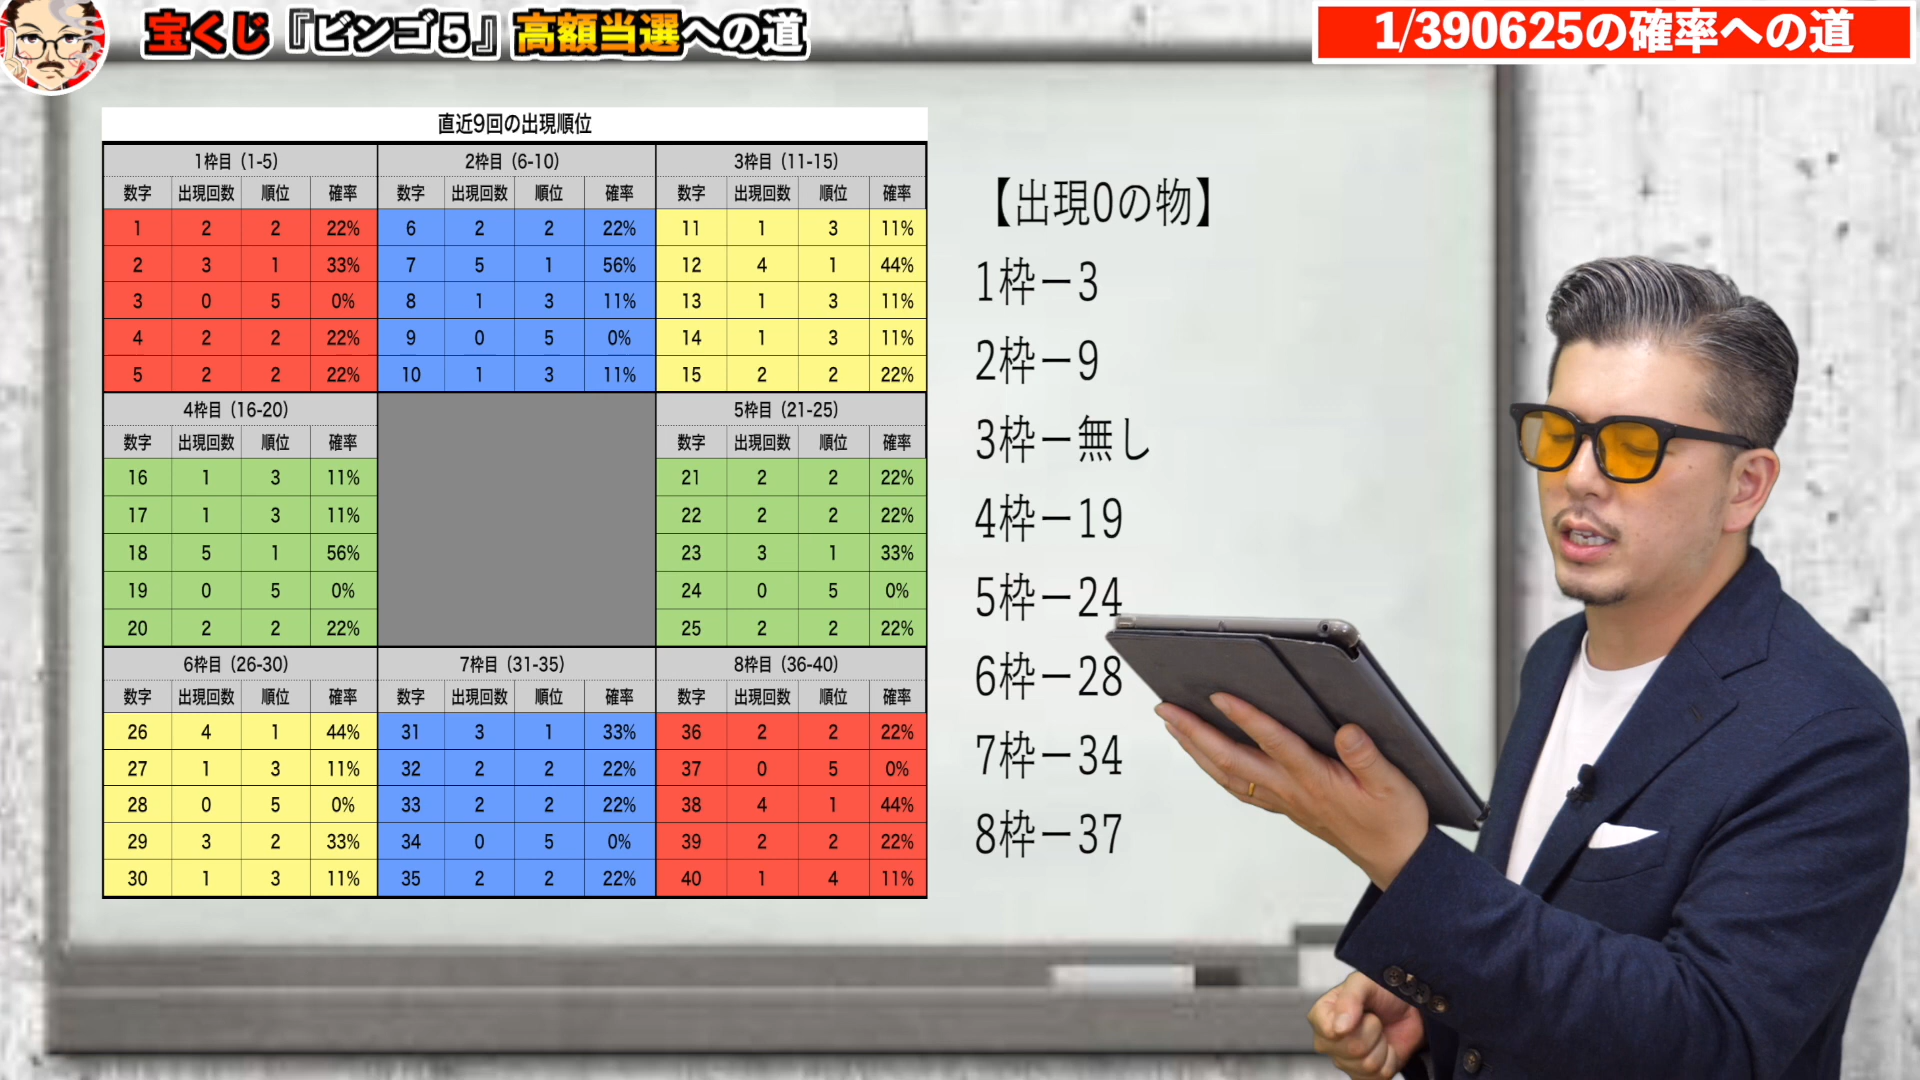 宝くじ『ビンゴ5』高額当選への道
1/390625の確率への道
直近9回の出現順位
1枠目（1-5） 2枠目（6-10） 3枠目（11-15）
数字 出現回数 順位 確率 数字 出現回数 順位 確率 数字 出現回数 順位 確率
1 2 2 22% 6 2 2 22% 11 1 3 11%
2 3 1 33% 7 5 1 56% 12 4 1 44%
3 0 5 0% 8 1 3 11% 13 1 3 11%
4 2 2 22% 9 0 5 0% 14 1 3 11%
5 2 2 22% 10 1 3 11% 15 2 2 22%
4枠目（16-20） 5枠目（21-25）
数字 出現回数 順位 確率 数字 出現回数 順位 確率
16 1 3 11% 21 2 2 22%
17 1 3 11% 22 2 2 22%
18 5 1 56% 23 3 1 33%
19 0 5 0% 24 0 5 0%
20 2 2 22% 25 2 2 22%
6枠目（26-30） 7枠目（31-35） 8枠目（36-40）
数字 出現回数 順位 確率 数字 出現回数 順位 確率 数字 出現回数 順位 確率
26 4 1 44% 31 3 1 33% 36 2 2 22%
27 1 3 11% 32 2 2 22% 37 0 5 0%
28 0 5 0% 33 2 2 22% 38 4 1 44%
29 3 2 33% 34 0 5 0% 39 2 2 22%
30 1 3 11% 35 2 2 22% 40 1 4 11%
【出現0の物】
1枠－3
2枠－9
3枠－無し
4枠－19
5枠－24
6枠－28
7枠－34
8枠－37